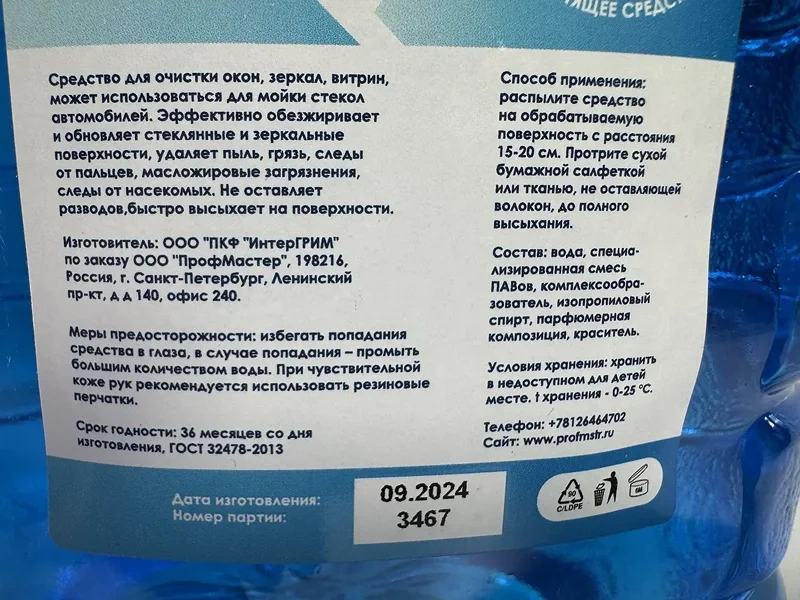 ЯЩЕЕ СРЕДС
Средство для очистки окон, зеркал, витрин,
может использоваться для мойки стекол
автомобилей. Эффективно обезжиривает
и обновляет стеклянные и зеркальные
поверхности, удаляет пыль, грязь, следы
от пальцев, масложировые загрязнения,
следы от насекомых. Не оставляет
разводов,быстро высыхает на поверхности.
Изготовитель: ООО "ПКФ "ИнтерГРИМ"
по заказу ООО "ПрофМастер", 198216,
Россия, г. Санкт-Петербург, Ленинский
пр-кт, д д 140, офис 240.
Меры предосторожности: избегать попадания
средства в глаза, в случае попадания – промыть
большим количеством воды. При чувствительной
коже рук рекомендуется использовать резиновые
перчатки.
Срок годности: 36 месяцев со дня
изготовления, ГОСТ 32478-2013
Способ применения:
распылите средство
на обрабатываемую
поверхность с расстояния
15-20 см. Протрите сухой
бумажной салфеткой
или тканью, не оставляющей
волокон, до полного
высыхания.
Состав: вода, специа-
лизированная смесь
ПАВов, комплексообра-
зователь, изопропиловый
спирт, парфюмерная
композиция, краситель.
Условия хранения: хранить
в недоступном для детей
месте. t хранения - 0-25 °С.
Телефон: +78126464702
Сайт: www.profmstr.ru
Дата изготовления: 09.2024
Номер партии: 3467
90
C/LDPE
6M